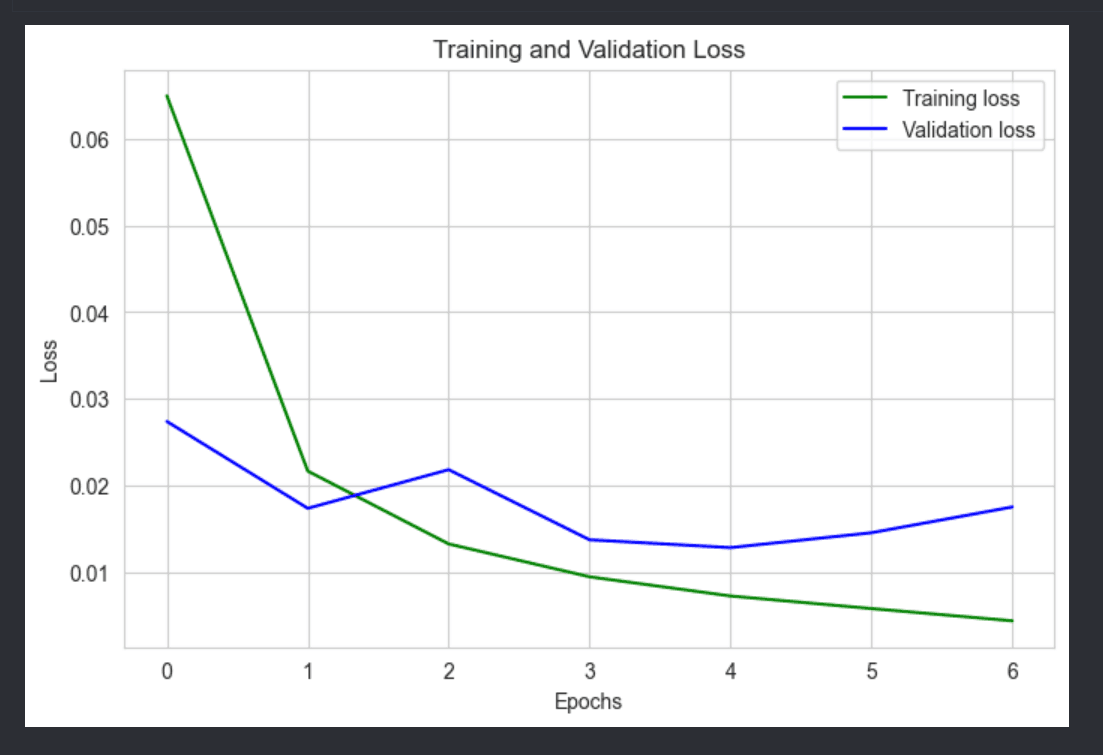 Training and Validation Loss
Training loss
Validation loss
0.06
0.05
0.04
0.03
0.02
0.01
Loss
0 1 2 3 4 5 6
Epochs